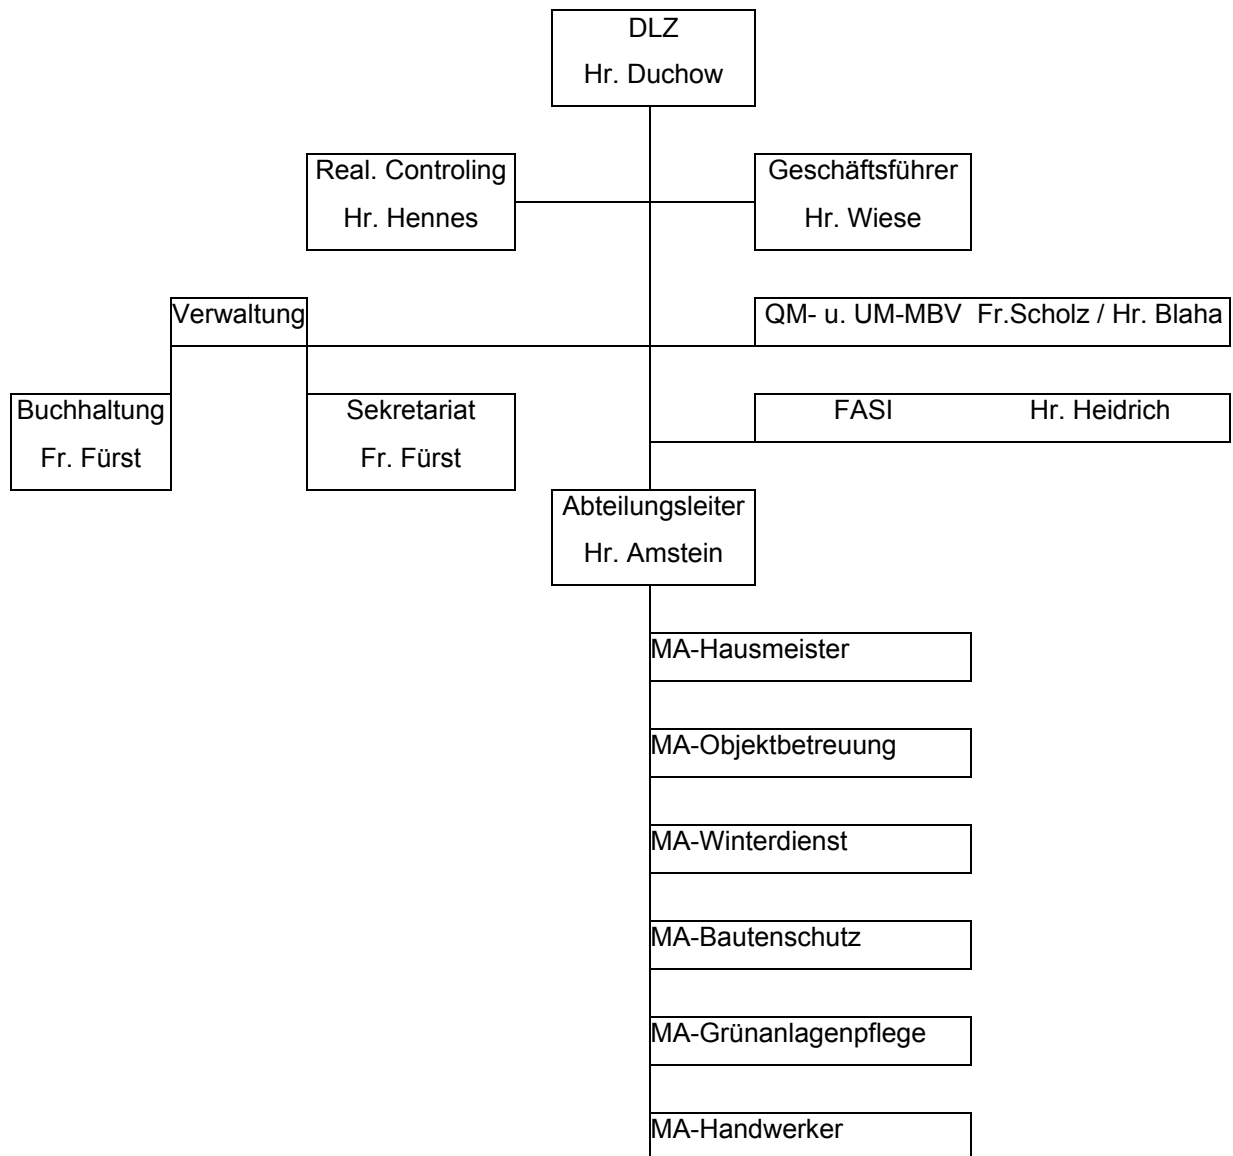 DLZ
Hr. Duchow
Real. Controling
Hr. Hennes
Geschäftsführer
Hr. Wiese
Verwaltung
QM- u. UM-MBV Fr.Scholz / Hr. Blaha
Buchhaltung
Fr. Fürst
Sekretariat
Fr. Fürst
FASI Hr. Heidrich
Abteilungsleiter
Hr. Amstein
MA-Hausmeister
MA-Objektbetreuung
MA-Winterdienst
MA-Bautenschutz
MA-Grünanlagenpflege
MA-Handwerker